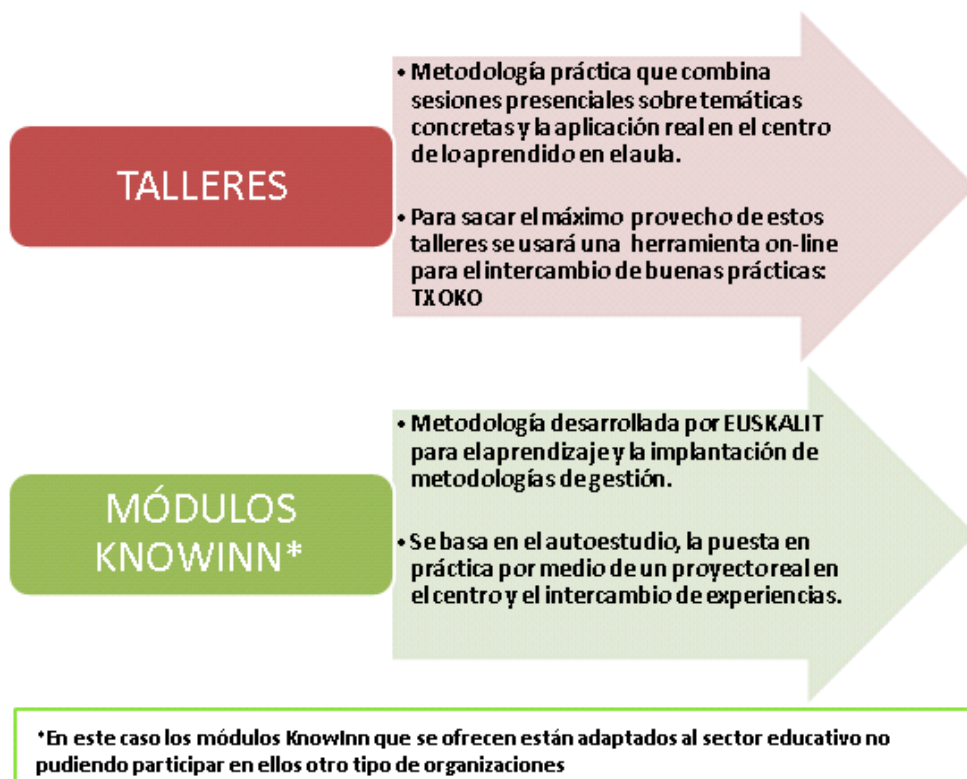 TALLERES
• Metodología práctica que combina
sesiones presenciales sobre temáticas
concretas y la aplicación real en el centro
de lo aprendido en el aula.
• Para sacar el máximo provecho de estos
talleres se usará una herramienta on-line
para el intercambio de buenas prácticas:
TXOKO
MÓDULOS
KNOWINN*
• Metodología desarrollada por EUSKALIT
para el aprendizaje y la implantación de
metodologías de gestión.
• Se basa en el autoestudio, la puesta en
práctica por medio de un proyecto real en
el centro y el intercambio de experiencias.
*En este caso los módulos KnowInn que se ofrecen están adaptados al sector educativo no
pudiendo participar en ellos otro tipo de organizaciones